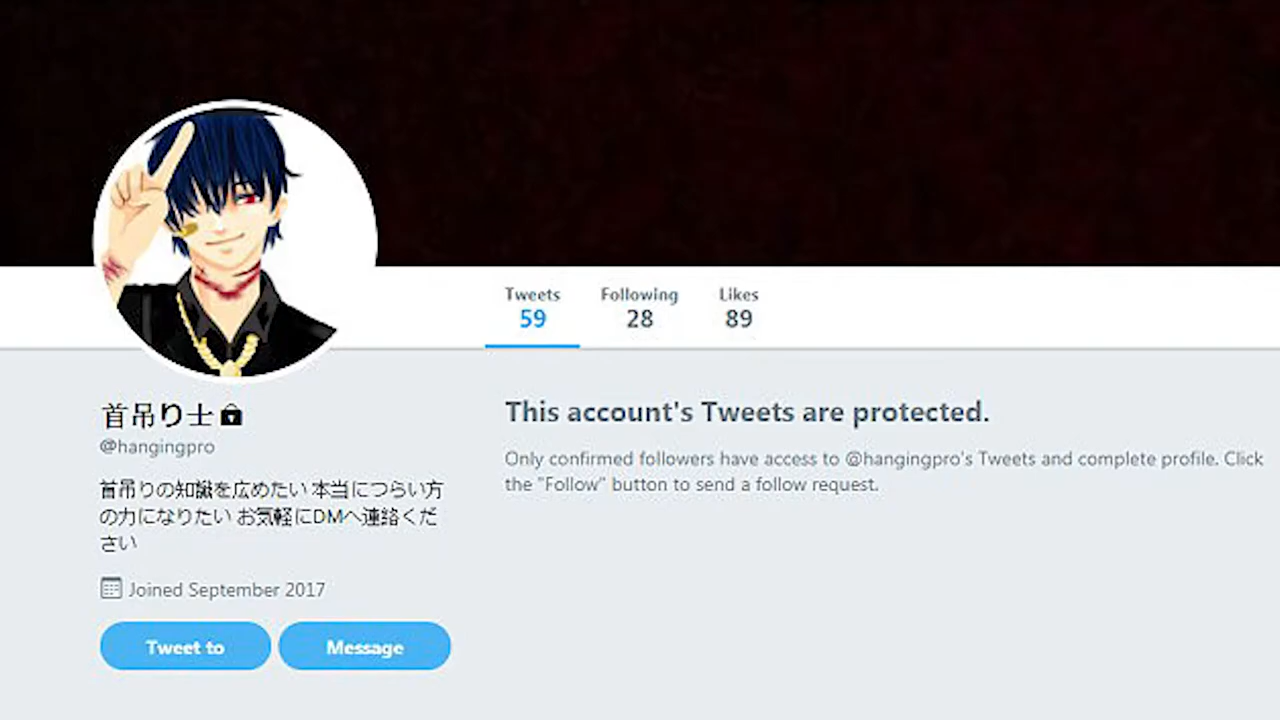 Tweets
59
Following
28
Likes
89
首吊り士
@hangingpro
首吊りの知識を広めたい 本当につらい方
の力になりたい お気軽にDMへ連絡くだ
さい
Joined September 2017
Tweet to
Message
This account's Tweets are protected.
Only confirmed followers have access to @hangingpro's Tweets and complete profile. Click
the "Follow" button to send a follow request.